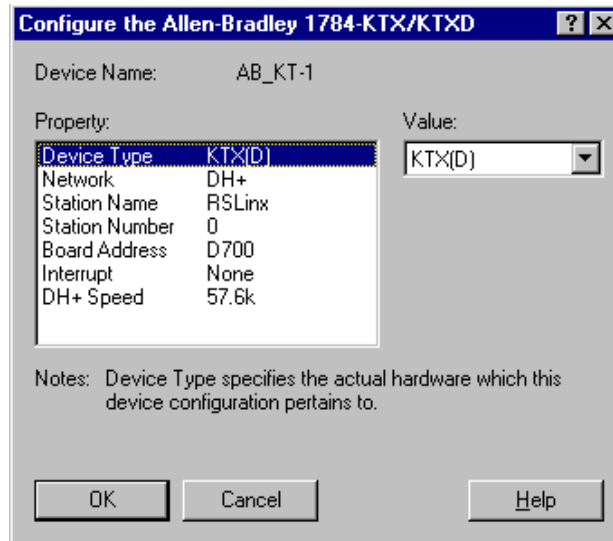 Configure the Allen-Bradley 1784-KTX/KTXD
Device Name: AB_KT-1
Property: Value:
Device Type KTX(D) KTX(D)
Network DH+
Station Name RSLinx
Station Number 0
Board Address D700
Interrupt None
DH+ Speed 57.6k
Notes: Device Type specifies the actual hardware which this
device configuration pertains to.
OK Cancel Help